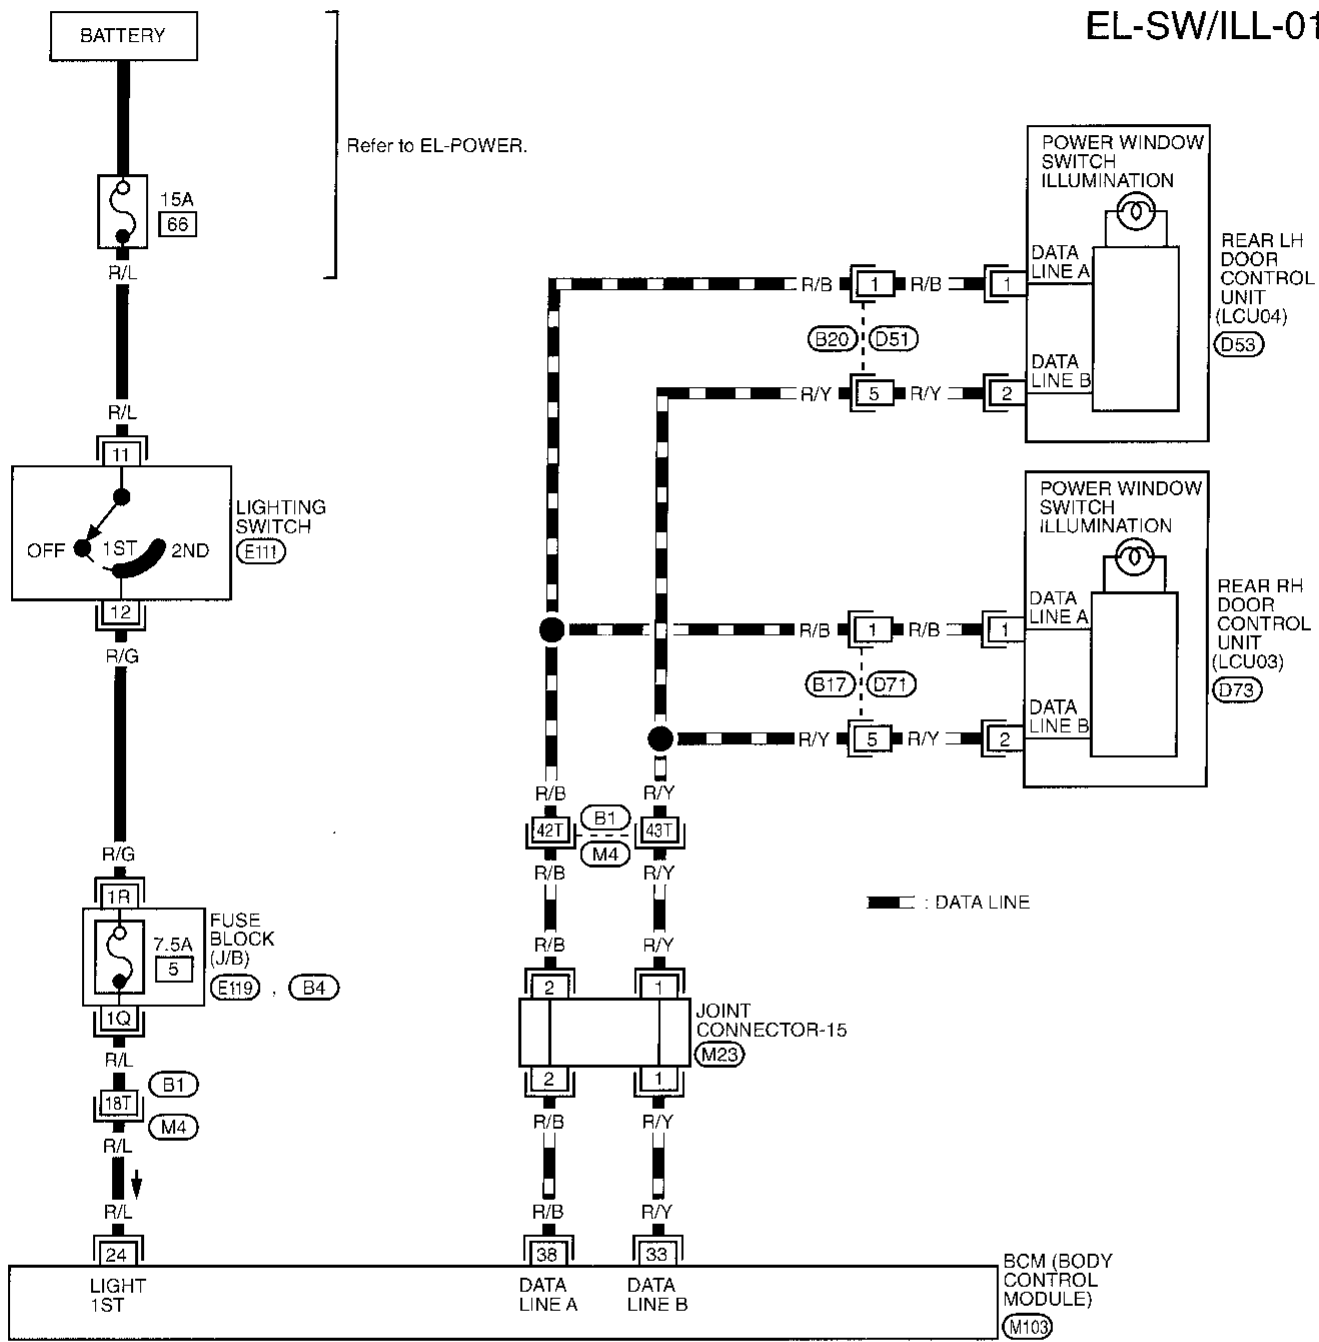 EL-SW/ILL-01
BATTERY
Refer to EL-POWER.
15A
66
R/L
R/L
11
LIGHTING
SWITCH
E111
OFF
1ST
2ND
12
R/G
R/G
1R
FUSE
BLOCK
(J/B)
7.5A
5
E119 , B4
1Q
R/L
B1
18T
M4
R/L
R/L
24
LIGHT
1ST
POWER WINDOW
SWITCH
ILLUMINATION
DATA
LINE A
R/B
1
R/B
1
B20
D51
DATA
LINE B
R/Y
5
R/Y
2
REAR LH
DOOR
CONTROL
UNIT
(LCU04)
D53
POWER WINDOW
SWITCH
ILLUMINATION
DATA
LINE A
R/B
1
R/B
1
B17
D71
DATA
LINE B
R/Y
5
R/Y
2
REAR RH
DOOR
CONTROL
UNIT
(LCU03)
D73
R/B
R/Y
42T
B1
43T
M4
R/B
R/Y
: DATA LINE
R/B
R/Y
2
1
JOINT
CONNECTOR-15
M23
2
1
R/B
R/Y
R/B
R/Y
38
33
DATA
LINE A
DATA
LINE B
BCM (BODY
CONTROL
MODULE)
M103